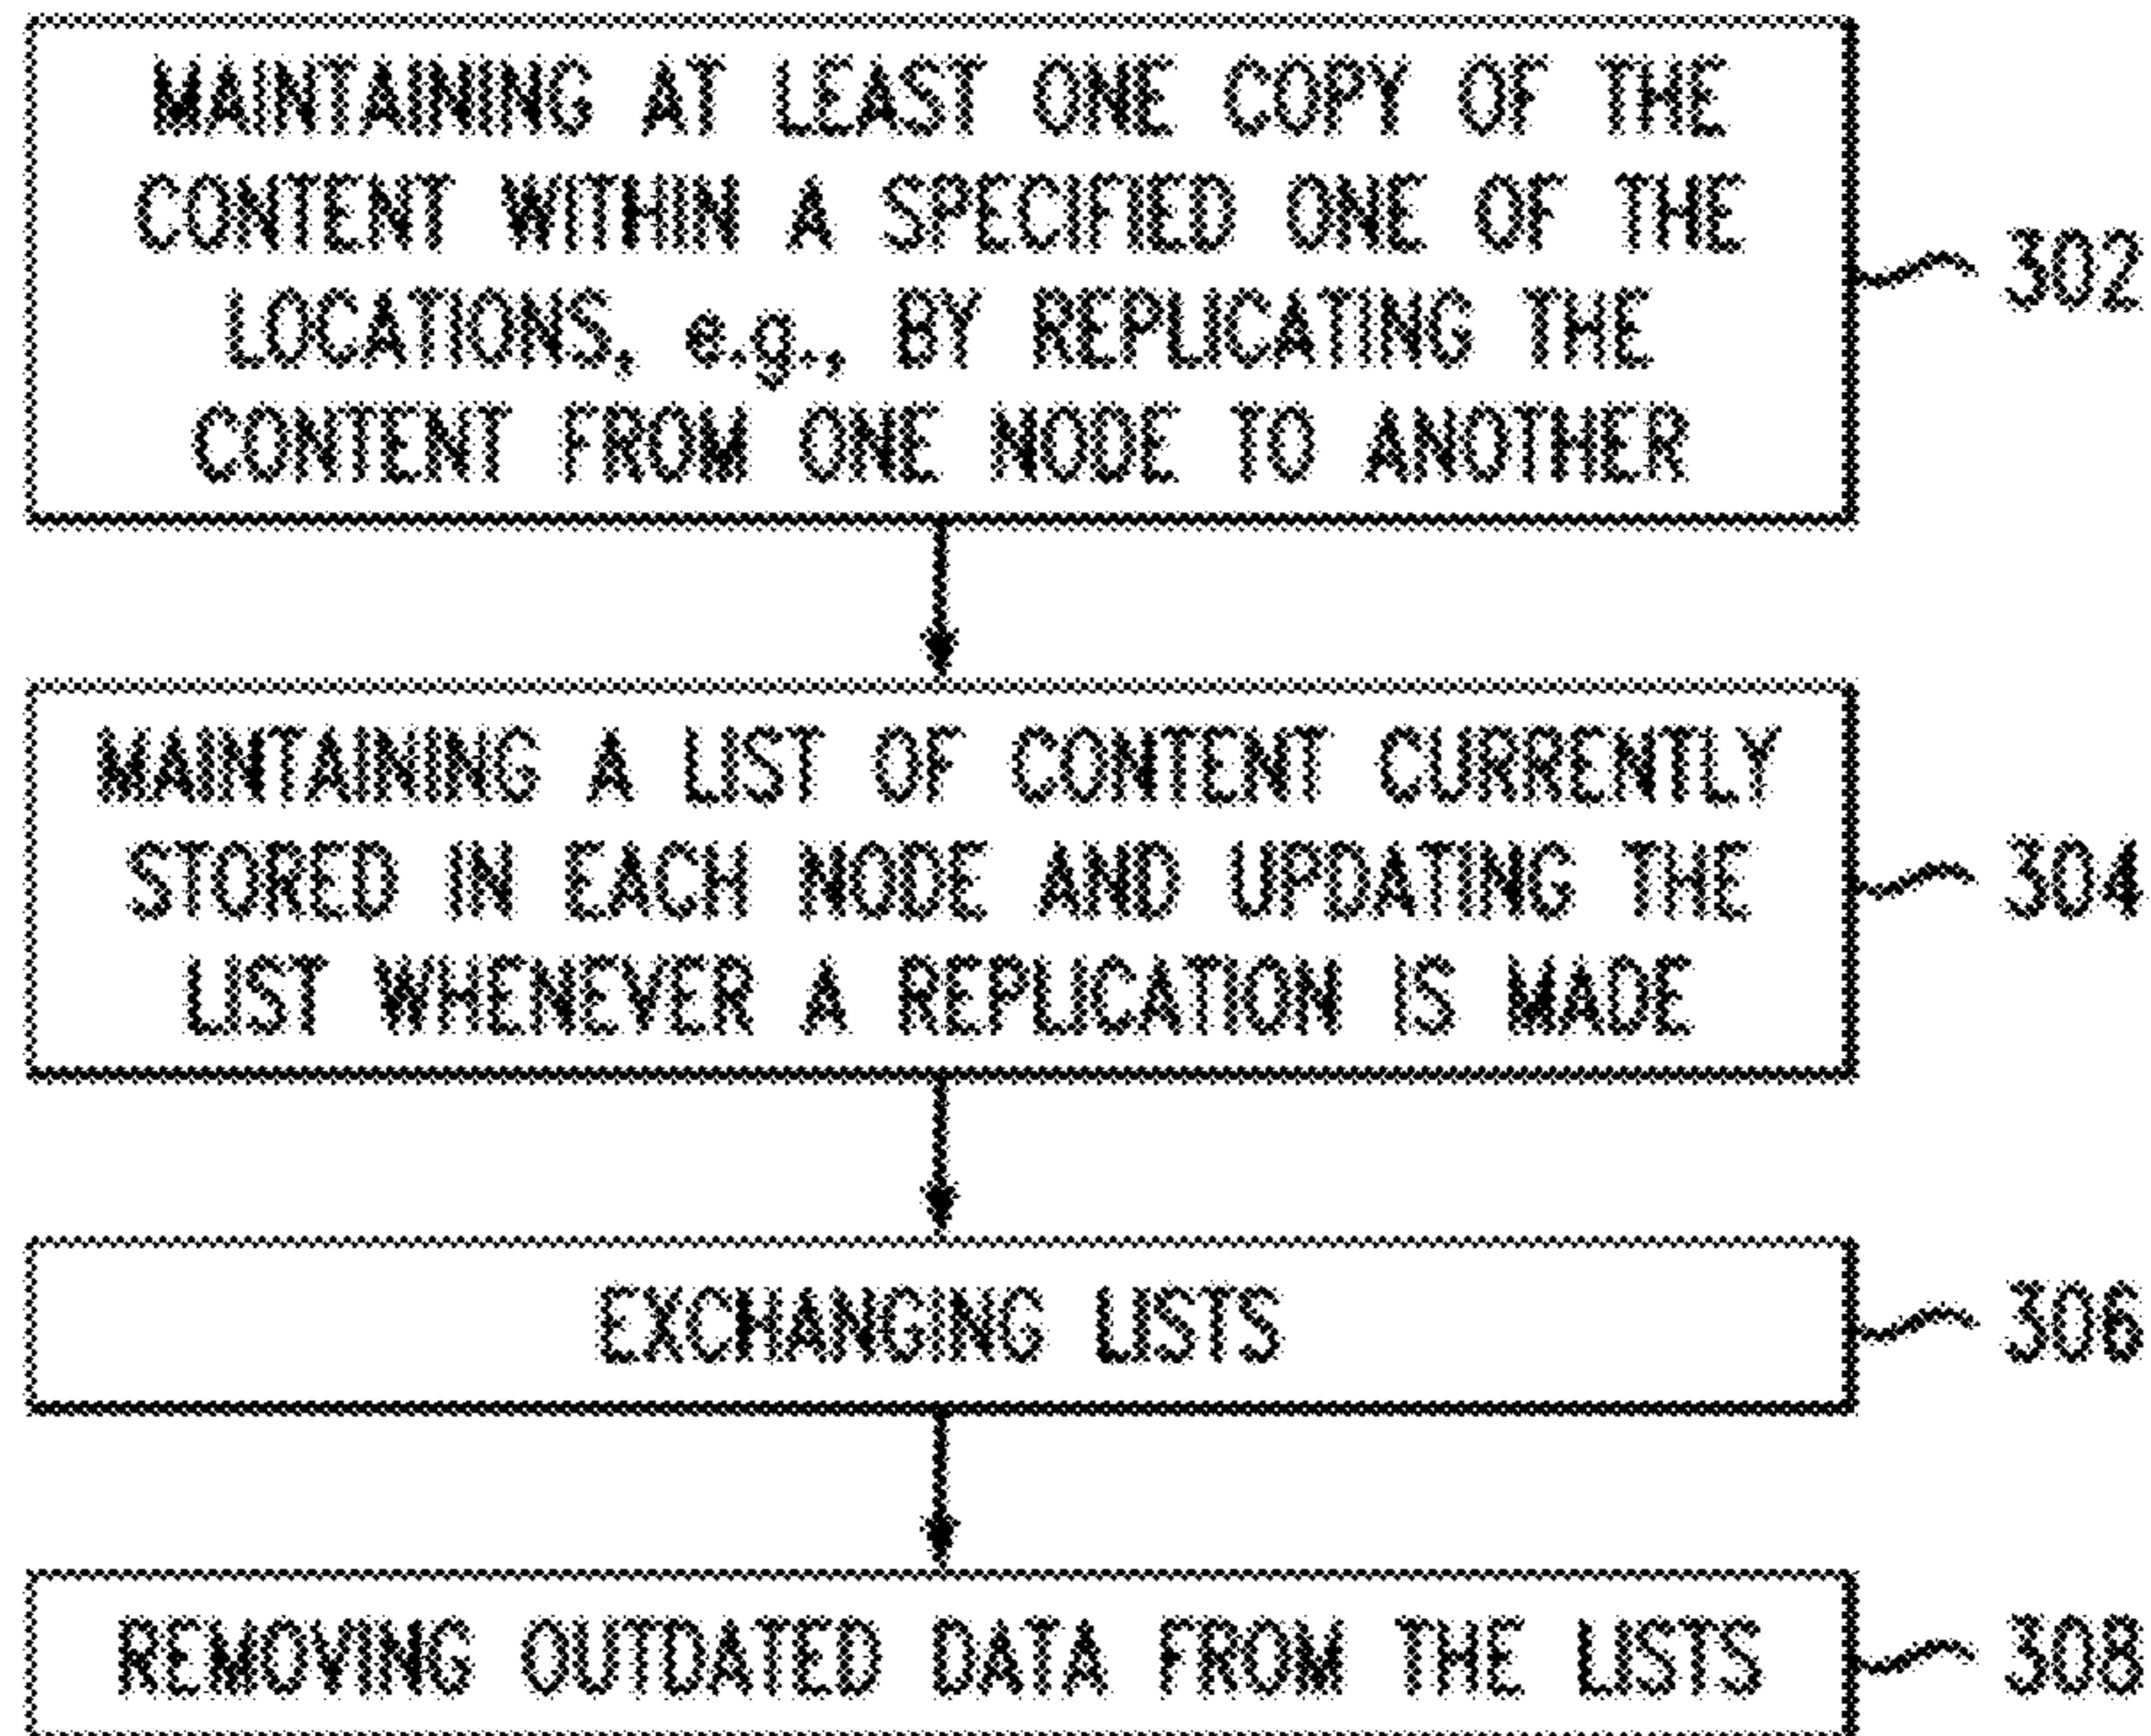 MAINTAINING AT LEAST ONE COPY OF THE
CONTENT WITHIN A SPECIFIED ONE OF THE
LOCATIONS, e.g., BY REPLICATING THE
CONTENT FROM ONE NODE TO ANOTHER
302
MAINTAINING A LIST OF CONTENT CURRENTLY
STORED IN EACH NODE AND UPDATING THE
LIST WHENEVER A REPLICATION IS MADE
304
EXCHANGING LISTS
306
REMOVING OUTDATED DATA FROM THE LISTS
308